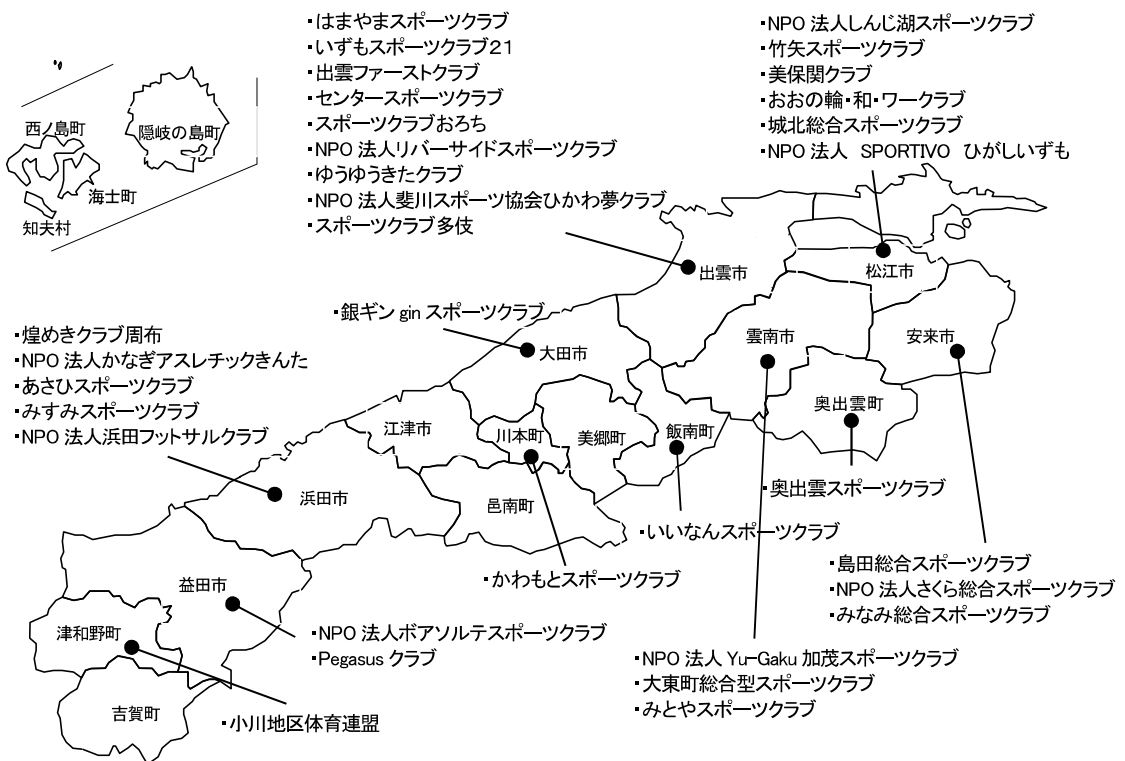 ・はまやまスポーツクラブ
・いずもスポーツクラブ21
・出雲ファーストクラブ
・センタースポーツクラブ
・スポーツクラブおろち
・NPO 法人リバーサイドスポーツクラブ
・ゆうゆうきたクラブ
・NPO 法人斐川スポーツ協会ひかわ夢クラブ
・スポーツクラブ多伎
・NPO 法人しんじ湖スポーツクラブ
・竹矢スポーツクラブ
・美保関クラブ
・おおの輪・和・ワークラブ
・城北総合スポーツクラブ
・NPO 法人　SPORTIVO　ひがしいずも
西ノ島町
隠岐の島町
海士町
知夫村
出雲市
松江市
・銀ギン gin スポーツクラブ
大田市
雲南市
安来市
・煌めきクラブ周布
・NPO 法人かなぎアスレチックきんた
・あさひスポーツクラブ
・みすみスポーツクラブ
・NPO 法人浜田フットサルクラブ
江津市
川本町
美郷町
飯南町
奥出雲町
浜田市
邑南町
・奥出雲スポーツクラブ
・いいなんスポーツクラブ
・かわもとスポーツクラブ
・島田総合スポーツクラブ
・NPO 法人さくら総合スポーツクラブ
・みなみ総合スポーツクラブ
益田市
津和野町
・NPO 法人ボアソルテスポーツクラブ
・Pegasus クラブ
・NPO 法人 Yu-Gaku 加茂スポーツクラブ
・大東町総合型スポーツクラブ
・みとやスポーツクラブ
吉賀町
・小川地区体育連盟